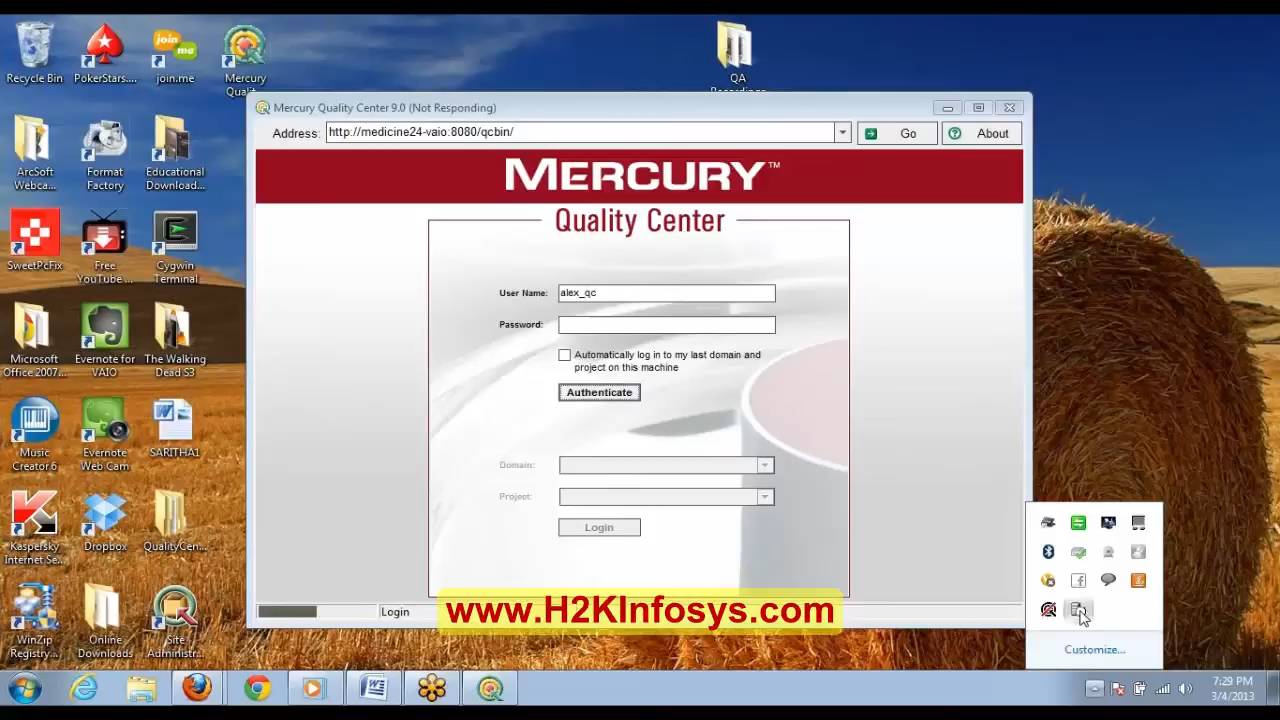 Recycle Bin
PokerStars....
join.me
Mercury
Qualit...
QA
join
me
Mercury Quality Center 9.0 (Not Responding)
Address:
http://medicine24-vaio:8080/qcbin/
Go
About
MERCURY™
Quality Center
User Name:
alex_qc
Password:
Automatically log in to my last domain and
project on this machine
Authenticate
Domain:
Project:
Login
Login
www.H2KInfosys.com
ArcSoft
Webca...
Format
Factory
Educational
Download...
SweetPcFix
Free
YouTube ...
Cygwin
Terminal
Microsoft
Office 2007...
Evernote for
VAIO
The Walking
Dead S3
Music
Creator6
Evernote
Web Cam
SARITHA1
Kaspersky
Internet Se...
Dropbox
QualityCen...
WinZip
Registry...
Online
Downloads
Site
Administr...
Customize...
7:29 PM
3/4/2013